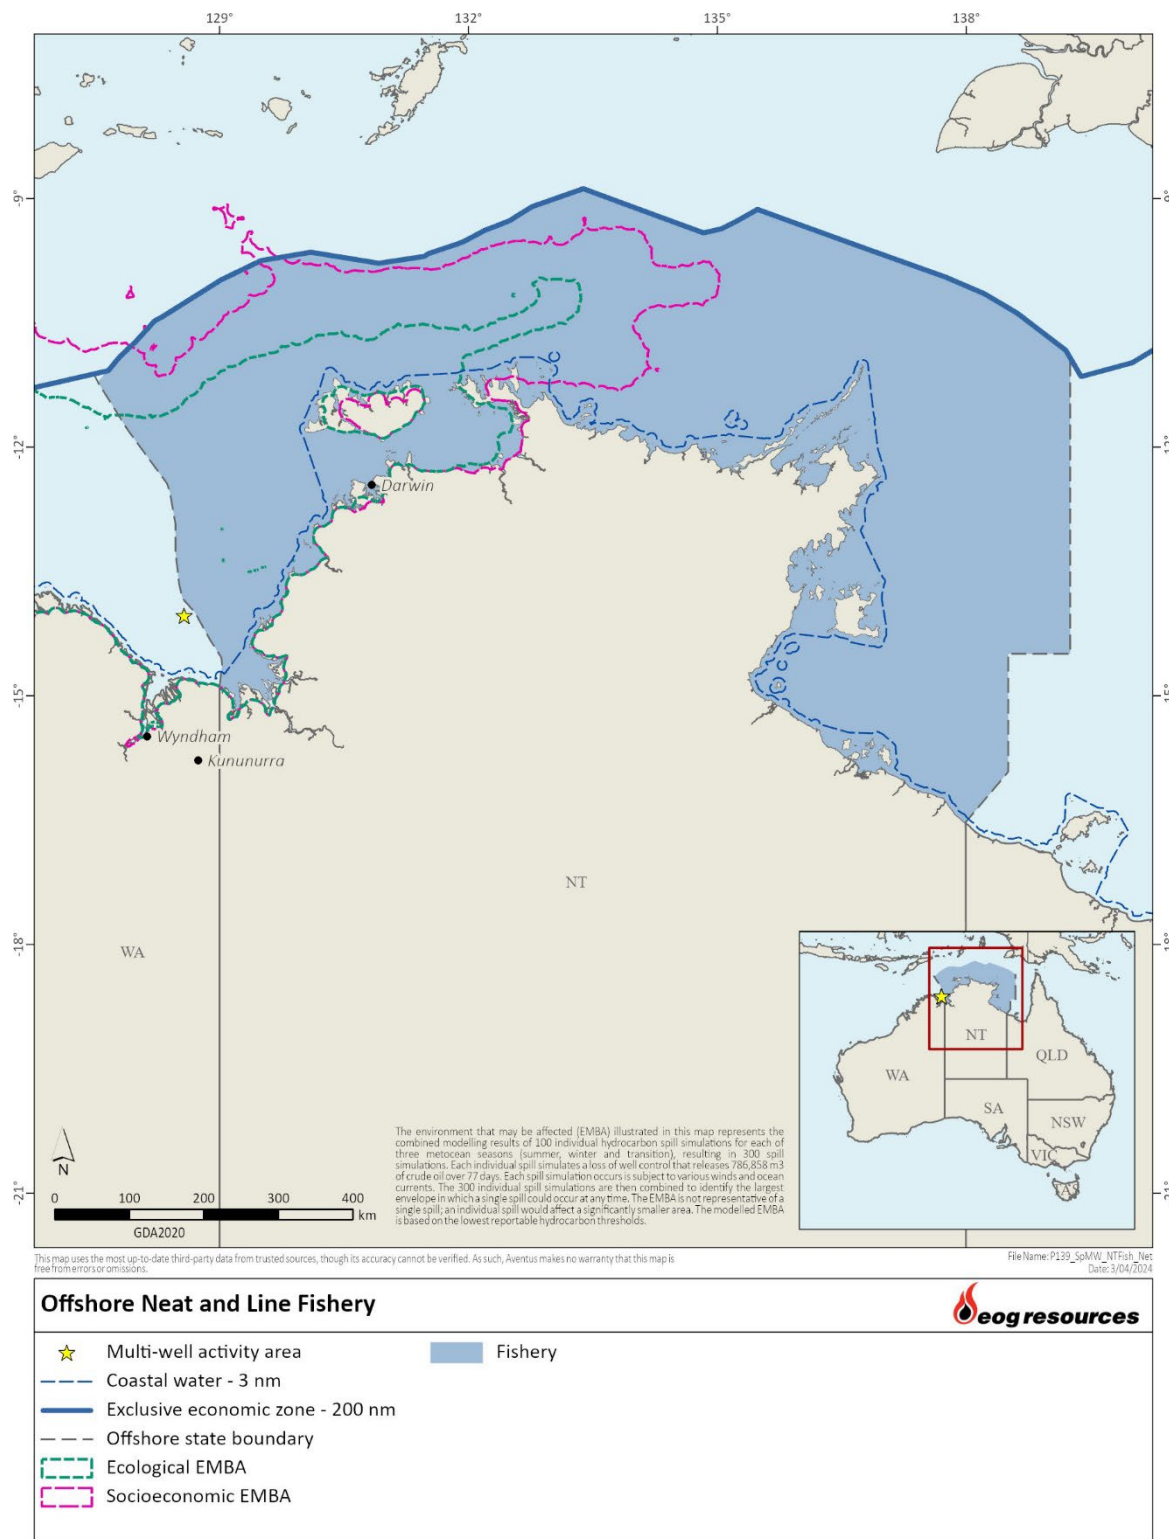 129° 132° 135° 138°
-9° -9°
-12° -12°
Darwin
-15° -15°
Wyndham
Kununurra
NT
-18° -18°
WA
NT
QLD
WA
SA
NSW
VIC
TAS
-21° -21°
N
0 100 200 300 400
km
GDA2020
The environment that may be affected (EMBA) illustrated in this map represents the
combined modelling results of 100 individual hydrocarbon spill simulations for each of
three metocean seasons (summer, winter and transition), resulting in 300 spill
simulations. Each individual spill simulates a loss of well control that releases 786,858 m3
of crude oil over 77 days. Each spill simulation occurs is subject to various winds and ocean
currents. The 300 individual spill simulations are then combined to identify the largest
envelope in which a single spill could occur at any time. The EMBA is not representative of a
single spill; an individual spill would affect a significantly smaller area. The modelled EMBA
is based on the lowest reportable hydrocarbon thresholds.
This map uses the most up-to-date third-party data from trusted sources, though its accuracy cannot be verified. As such, Aventus makes no warranty that this map is
free from errors or omissions.
File Name: P139_SpMW_NTFish_Net
Date: 3/04/2024
Offshore Neat and Line Fishery
eog resources
Multi-well activity area
Fishery
Coastal water - 3 nm
Exclusive economic zone - 200 nm
Offshore state boundary
Ecological EMBA
Socioeconomic EMBA